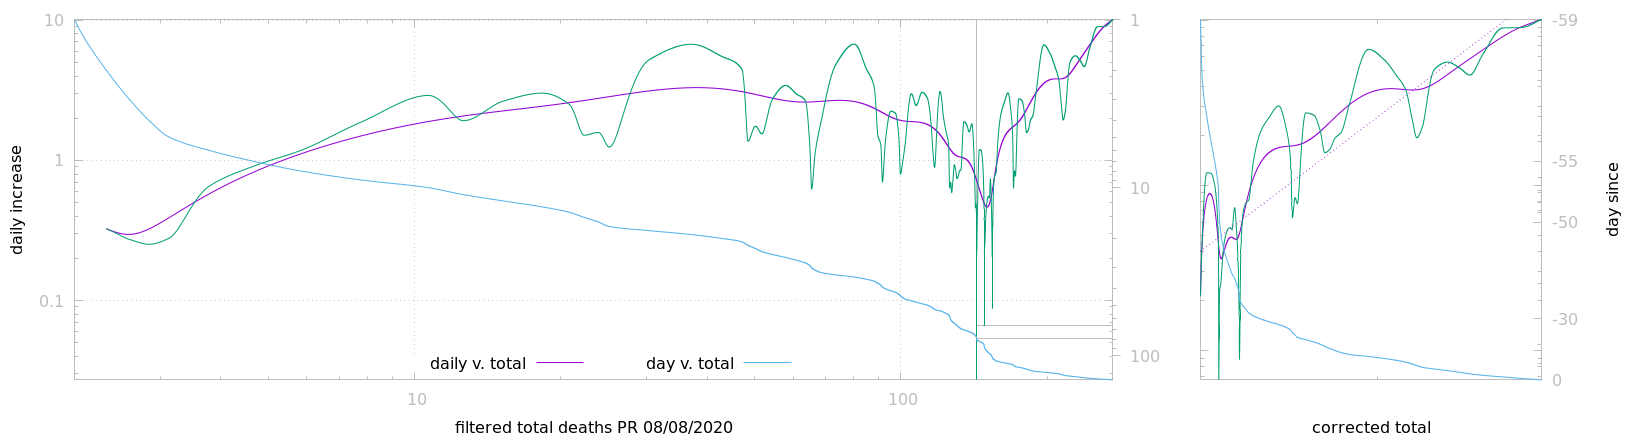 10
1
0.1
daily increase
10
100
filtered total deaths PR 08/08/2020
daily v. total
day v. total
1
10
100
-59
-55
-50
-30
0
day since
corrected total